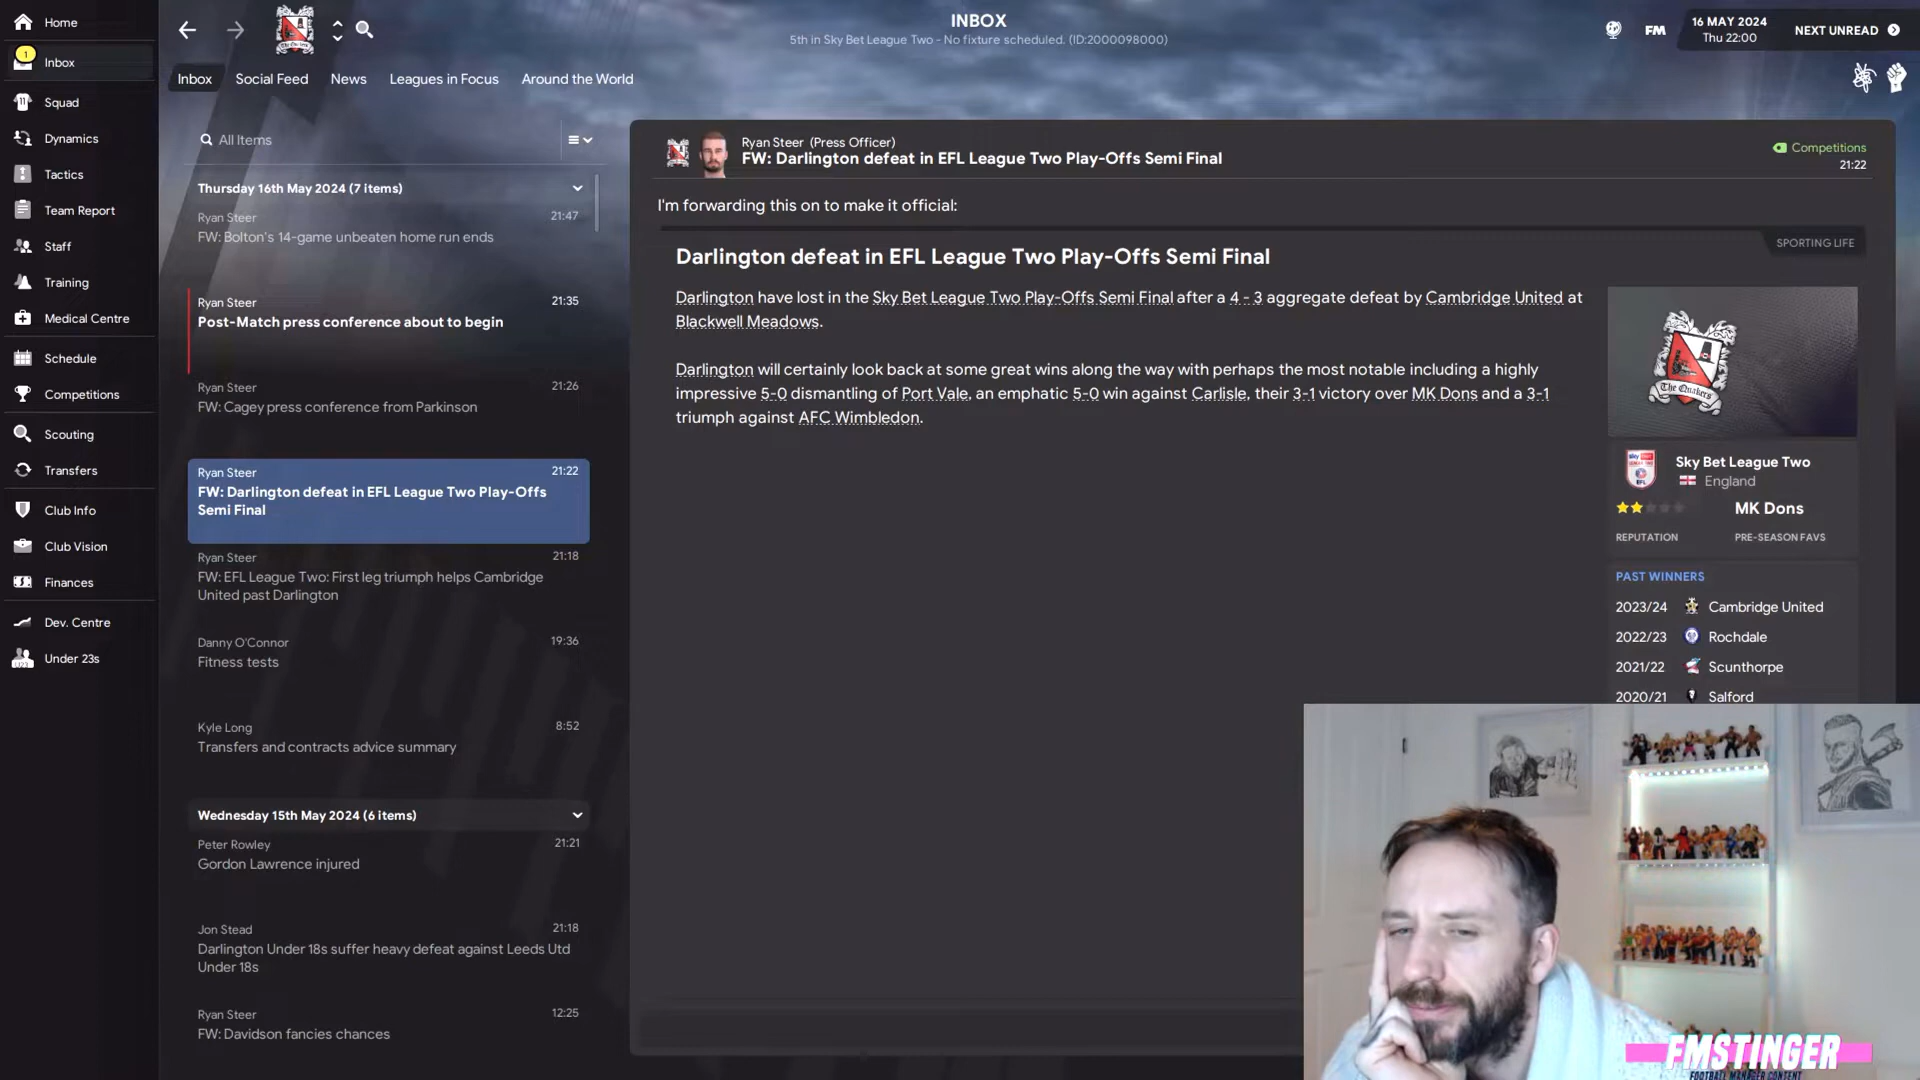 Home
Inbox
1
Squad
Dynamics
Tactics
Team Report
Staff
Training
Medical Centre
Schedule
Competitions
Scouting
Transfers
Club Info
Club Vision
Finances
Dev. Centre
Under 23s
The Quakers
INBOX
5th in Sky Bet League Two - No fixture scheduled. (ID:2000098000)
FM
16 MAY 2024
Thu 22:00
NEXT UNREAD
Inbox
Social Feed
News
Leagues in Focus
Around the World
All Items
Thursday 16th May 2024 (7 items)
Ryan Steer
21:47
FW: Bolton's 14-game unbeaten home run ends
Ryan Steer
21:35
Post-Match press conference about to begin
Ryan Steer
21:26
FW: Cagey press conference from Parkinson
Ryan Steer
21:22
FW: Darlington defeat in EFL League Two Play-Offs
Semi Final
Ryan Steer
21:18
FW: EFL League Two: First leg triumph helps Cambridge
United past Darlington
Danny O'Connor
19:36
Fitness tests
Kyle Long
8:52
Transfers and contracts advice summary
Wednesday 15th May 2024 (6 items)
Peter Rowley
21:21
Gordon Lawrence injured
Jon Stead
21:18
Darlington Under 18s suffer heavy defeat against Leeds Utd
Under 18s
Ryan Steer
12:25
FW: Davidson fancies chances
Ryan Steer (Press Officer)
FW: Darlington defeat in EFL League Two Play-Offs Semi Final
Competitions
21:22
I'm forwarding this on to make it official:
SPORTING LIFE
Darlington defeat in EFL League Two Play-Offs Semi Final
Darlington have lost in the Sky Bet League Two Play-Offs Semi Final after a 4 - 3 aggregate defeat by Cambridge United at
Blackwell Meadows.
Darlington will certainly look back at some great wins along the way with perhaps the most notable including a highly
impressive 5-0 dismantling of Port Vale, an emphatic 5-0 win against Carlisle, their 3-1 victory over MK Dons and a 3-1
triumph against AFC Wimbledon.
The Quakers
Sky Bet League Two
England
MK Dons
REPUTATION
PRE-SEASON FAVS
PAST WINNERS
2023/24
Cambridge United
2022/23
Rochdale
2021/22
Scunthorpe
2020/21
Salford
FMSTINGER
FOOTBALL MANAGER CONTENT